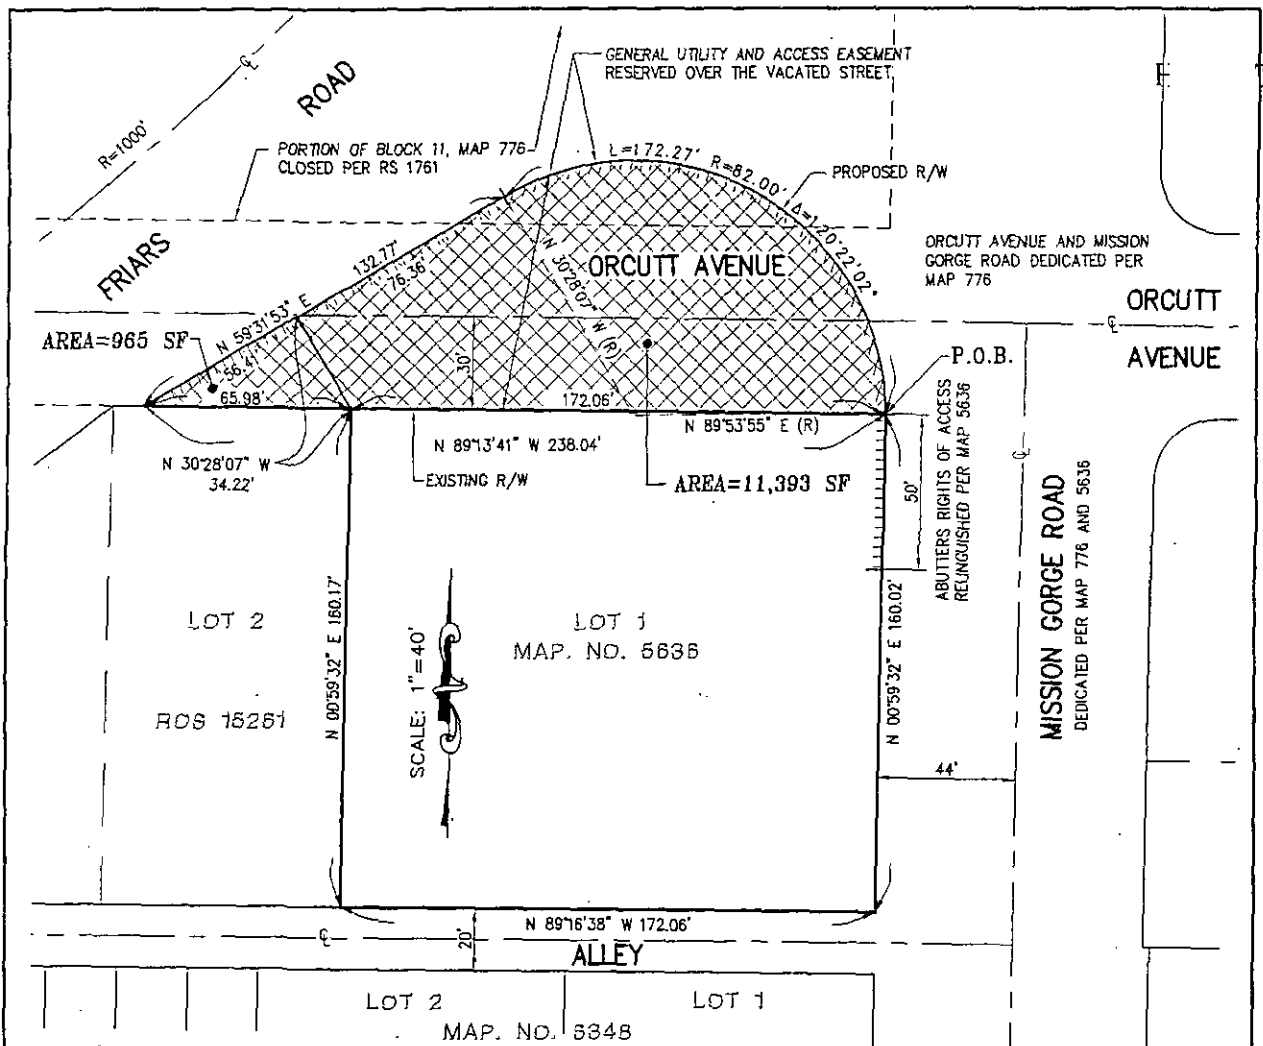 GENERAL UTILITY AND ACCESS EASEMENT
RESERVED OVER THE VACATED STREET
ROAD
R=1000'
PORTION OF BLOCK 11, MAP 776
CLOSED PER RS 1761
L=172.27' R=82.00' Δ=120°22'02"
PROPOSED R/W
FRIARS
132.77'
76.36'
N 30°28'07" W (R)
ORCUTT AVENUE
ORCUTT AVENUE AND MISSION
GORGE ROAD DEDICATED PER
MAP 776
ORCUTT
AVENUE
N 59°31'53" E
AREA=965 SF
56.41'
65.98'
30'
172.06'
P.O.B.
N 89°53'55" E (R)
N 89°13'41" W 238.04'
N 30°28'07" W
34.22'
EXISTING R/W
AREA=11,393 SF
50'
ABUTTERS RIGHTS OF ACCESS
RELINQUISHED PER MAP 5636
MISSION GORGE ROAD
DEDICATED PER MAP 776 AND 5636
LOT 2
ROS 15261
N 00°59'32" E 160.17'
SCALE: 1"=40'
LOT 1
MAP. NO. 5636
N 00°59'32" E 160.02'
44'
N 89°16'38" W 172.06'
20'
ALLEY
LOT 2
LOT 1
MAP. NO. 5348